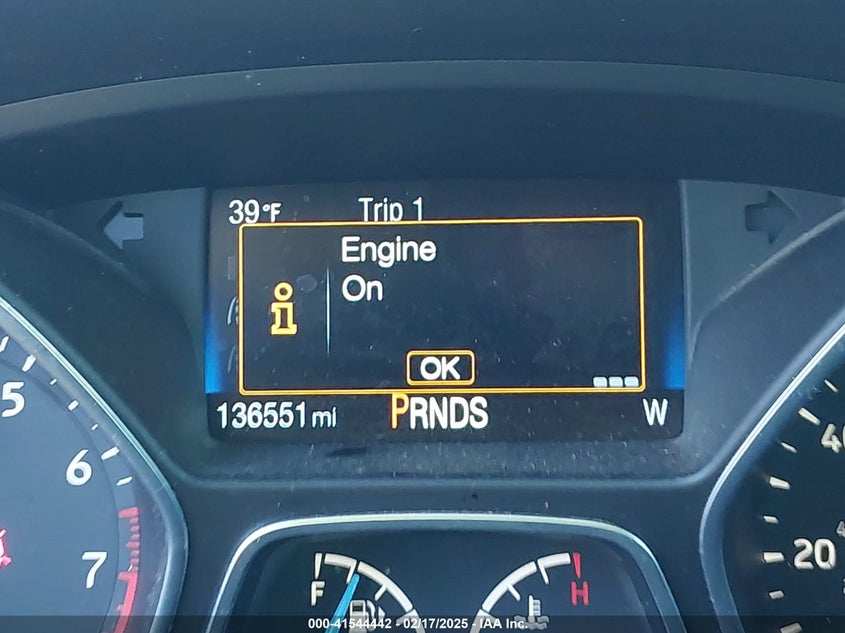 39°F Trip 1
Engine
On
i
OK
136551 mi PRNDS W
5
6
7
20
F H
000-41544442 - 02/17/2025 - IAA Inc.